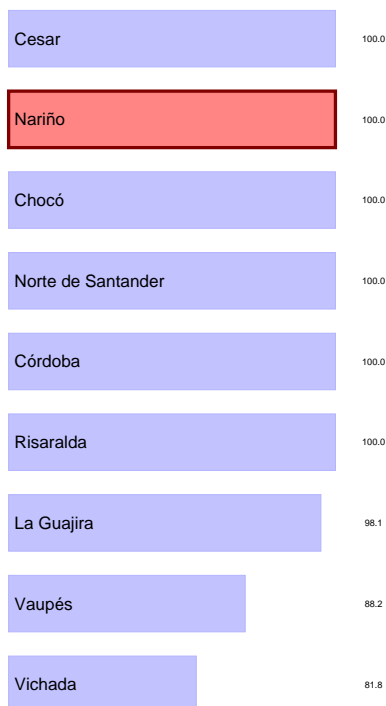 Cesar 100.0
Nariño 100.0
Chocó 100.0
Norte de Santander 100.0
Córdoba 100.0
Risaralda 100.0
La Guajira 98.1
Vaupés 88.2
Vichada 81.8